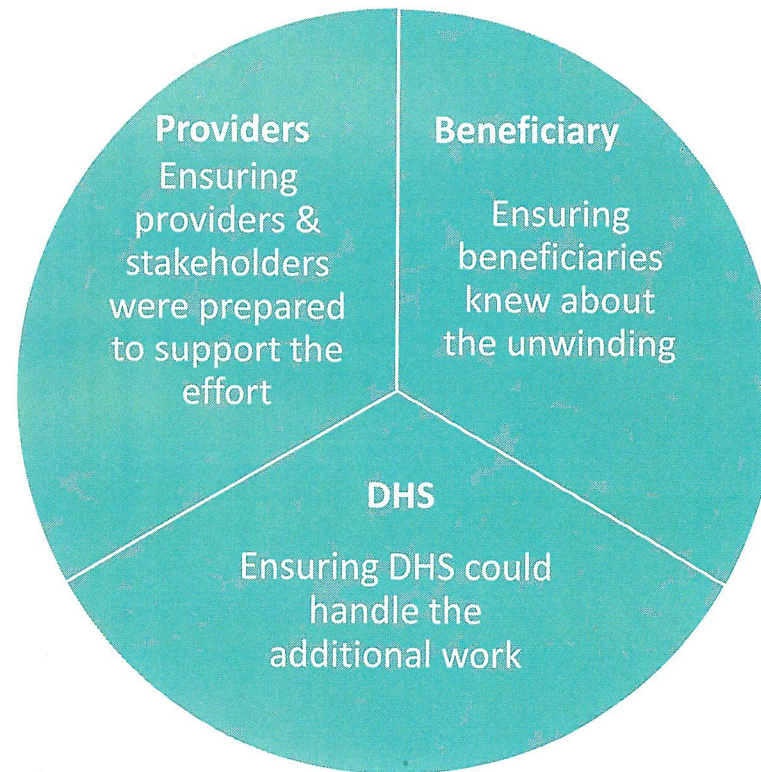 Providers
Ensuring
providers &
stakeholders
were prepared
to support the
effort
Beneficiary
Ensuring
beneficiaries
knew about
the unwinding
DHS
Ensuring DHS could
handle the
additional work